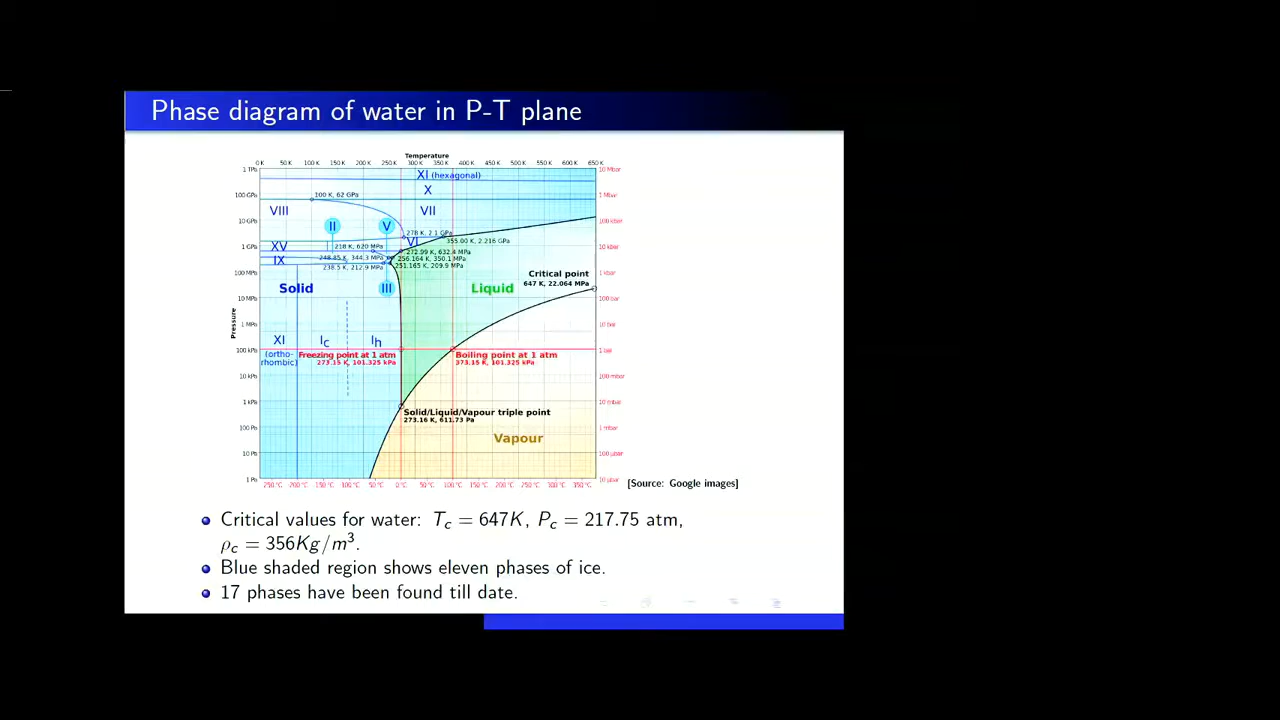 Phase diagram of water in P-T plane
Temperature
0 K 50 K 100 K 150 K 200 K 250 K 300 K 350 K 400 K 450 K 500 K 550 K 600 K 650 K
1 TPa
10 Mbar
XI (hexagonal)
X
100 GPa
100 K, 62 GPa
1 Mbar
VIII
VII
10 GPa
100 kbar
II
V
278 K, 2.1 GPa
VI
355.00 K, 2.216 GPa
1 GPa
XV
218 K, 620 MPa
10 kbar
272.99 K, 632.4 MPa
IX
248.85 K, 344.3 MPa
256.164 K, 350.1 MPa
238.5 K, 212.9 MPa
251.165 K, 209.9 MPa
100 MPa
1 kbar
Critical point
647 K, 22.064 MPa
Solid
III
Liquid
10 MPa
100 bar
Pressure
1 MPa
10 bar
XI
Ic
Ih
100 kPa
1 bar
(ortho-
rhombic)
Freezing point at 1 atm
273.15 K, 101.325 kPa
Boiling point at 1 atm
373.15 K, 101.325 kPa
10 kPa
100 mbar
1 kPa
10 mbar
Solid/Liquid/Vapour triple point
273.16 K, 611.73 Pa
100 Pa
1 mbar
Vapour
10 Pa
100 μbar
1 Pa
10 μbar
-250 °C -200 °C -150 °C -100 °C -50 °C 0 °C 50 °C 100 °C 150 °C 200 °C 250 °C 300 °C 350 °C
[Source: Google images]
Critical values for water: Tc = 647K, Pc = 217.75 atm,
ρc = 356Kg/m³.
Blue shaded region shows eleven phases of ice.
17 phases have been found till date.